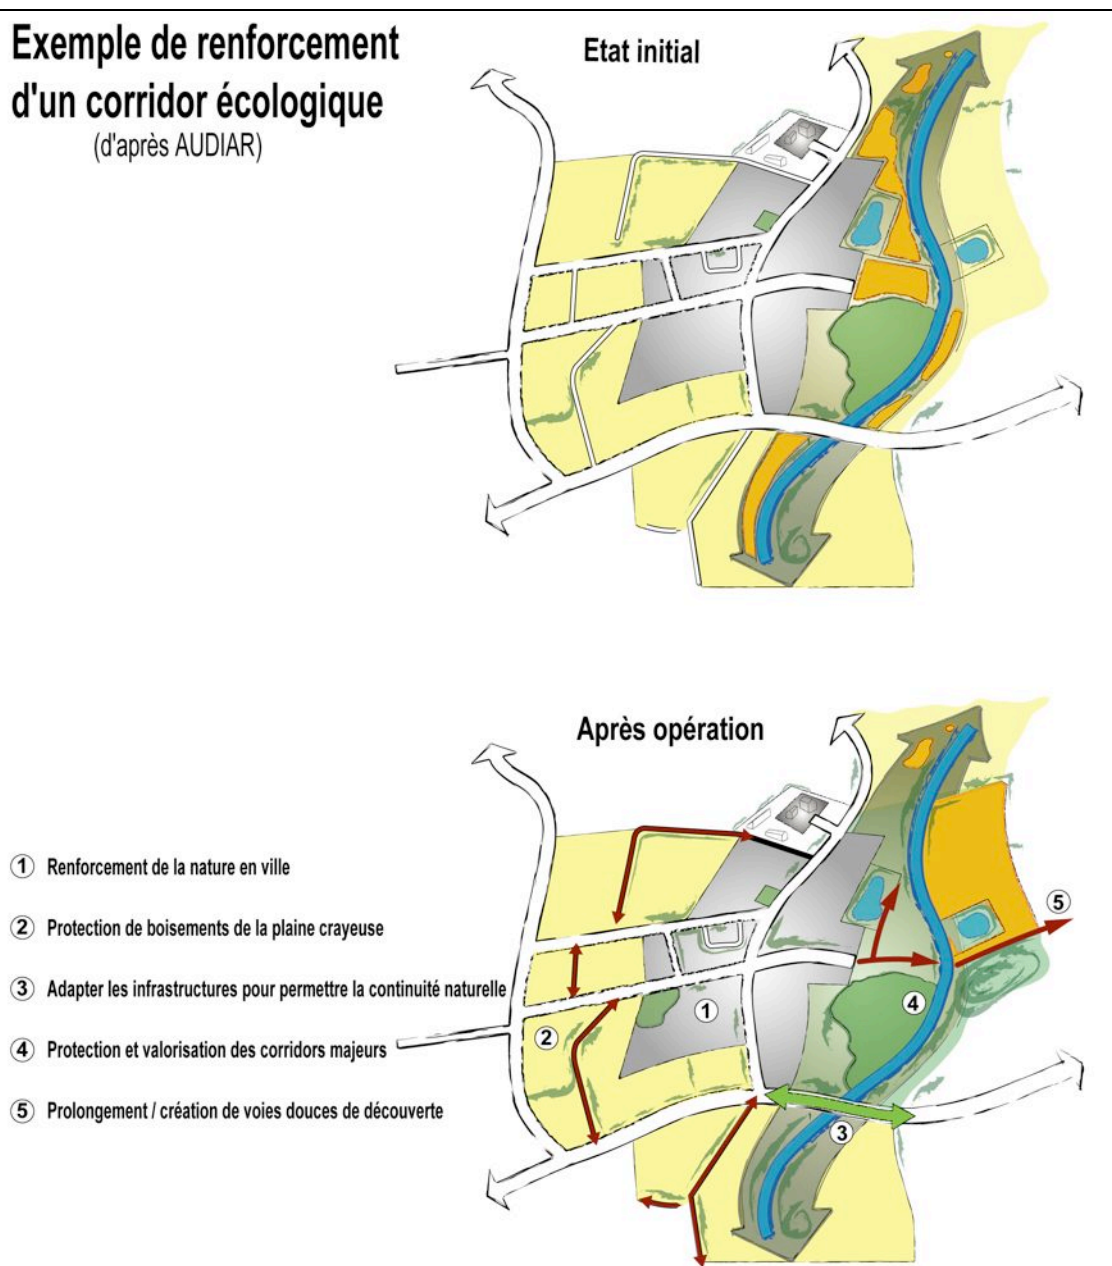 Exemple de renforcement
d'un corridor écologique
(d'après AUDIAR)
Etat initial
Après opération
① Renforcement de la nature en ville
② Protection de boisements de la plaine crayeuse
③ Adapter les infrastructures pour permettre la continuité naturelle
④ Protection et valorisation des corridors majeurs
⑤ Prolongement / création de voies douces de découverte
⑤
④
①
②
③